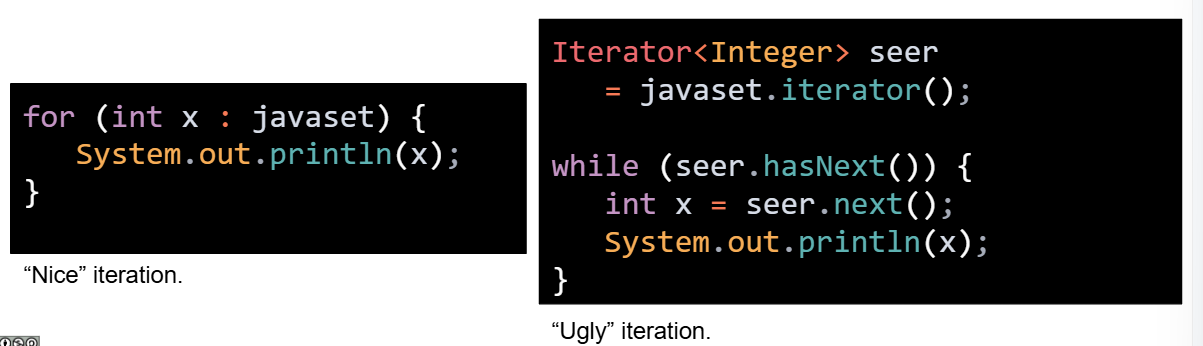 for (int x : javaset) {
   System.out.println(x);
}
“Nice” iteration.
Iterator<Integer> seer
   = javaset.iterator();

while (seer.hasNext()) {
   int x = seer.next();
   System.out.println(x);
}
“Ugly” iteration.